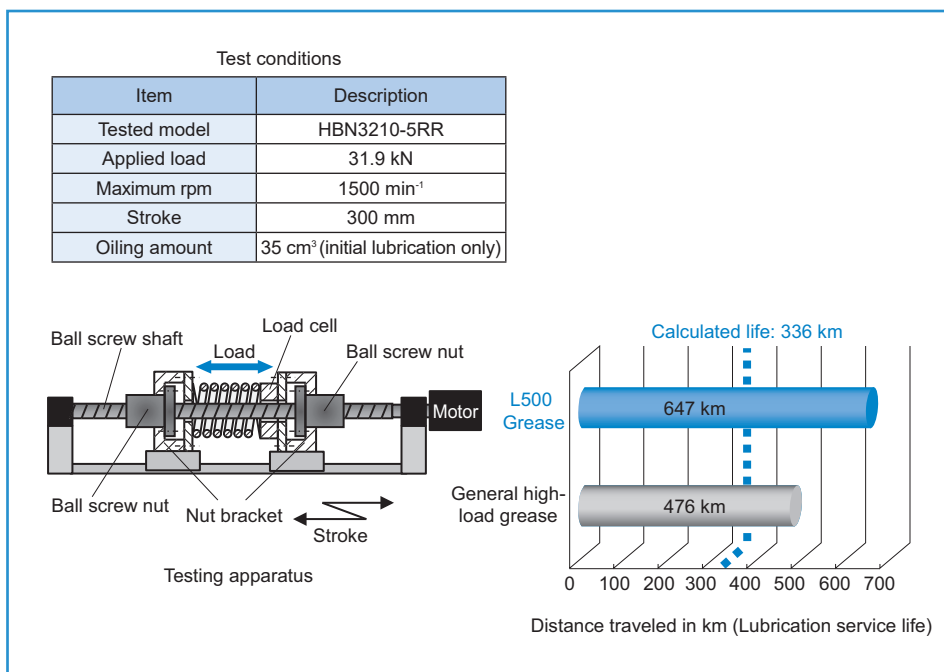 Test conditions
Item Description
Tested model HBN3210-5RR
Applied load 31.9 kN
Maximum rpm 1500 min⁻¹
Stroke 300 mm
Oiling amount 35 cm³ (initial lubrication only)
Ball screw shaft
Load cell
Load
Ball screw nut
Motor
Ball screw nut
Nut bracket
Stroke
Testing apparatus
Calculated life: 336 km
L500
Grease
647 km
General high-
load grease
476 km
0 100 200 300 400 500 600 700
Distance traveled in km (Lubrication service life)